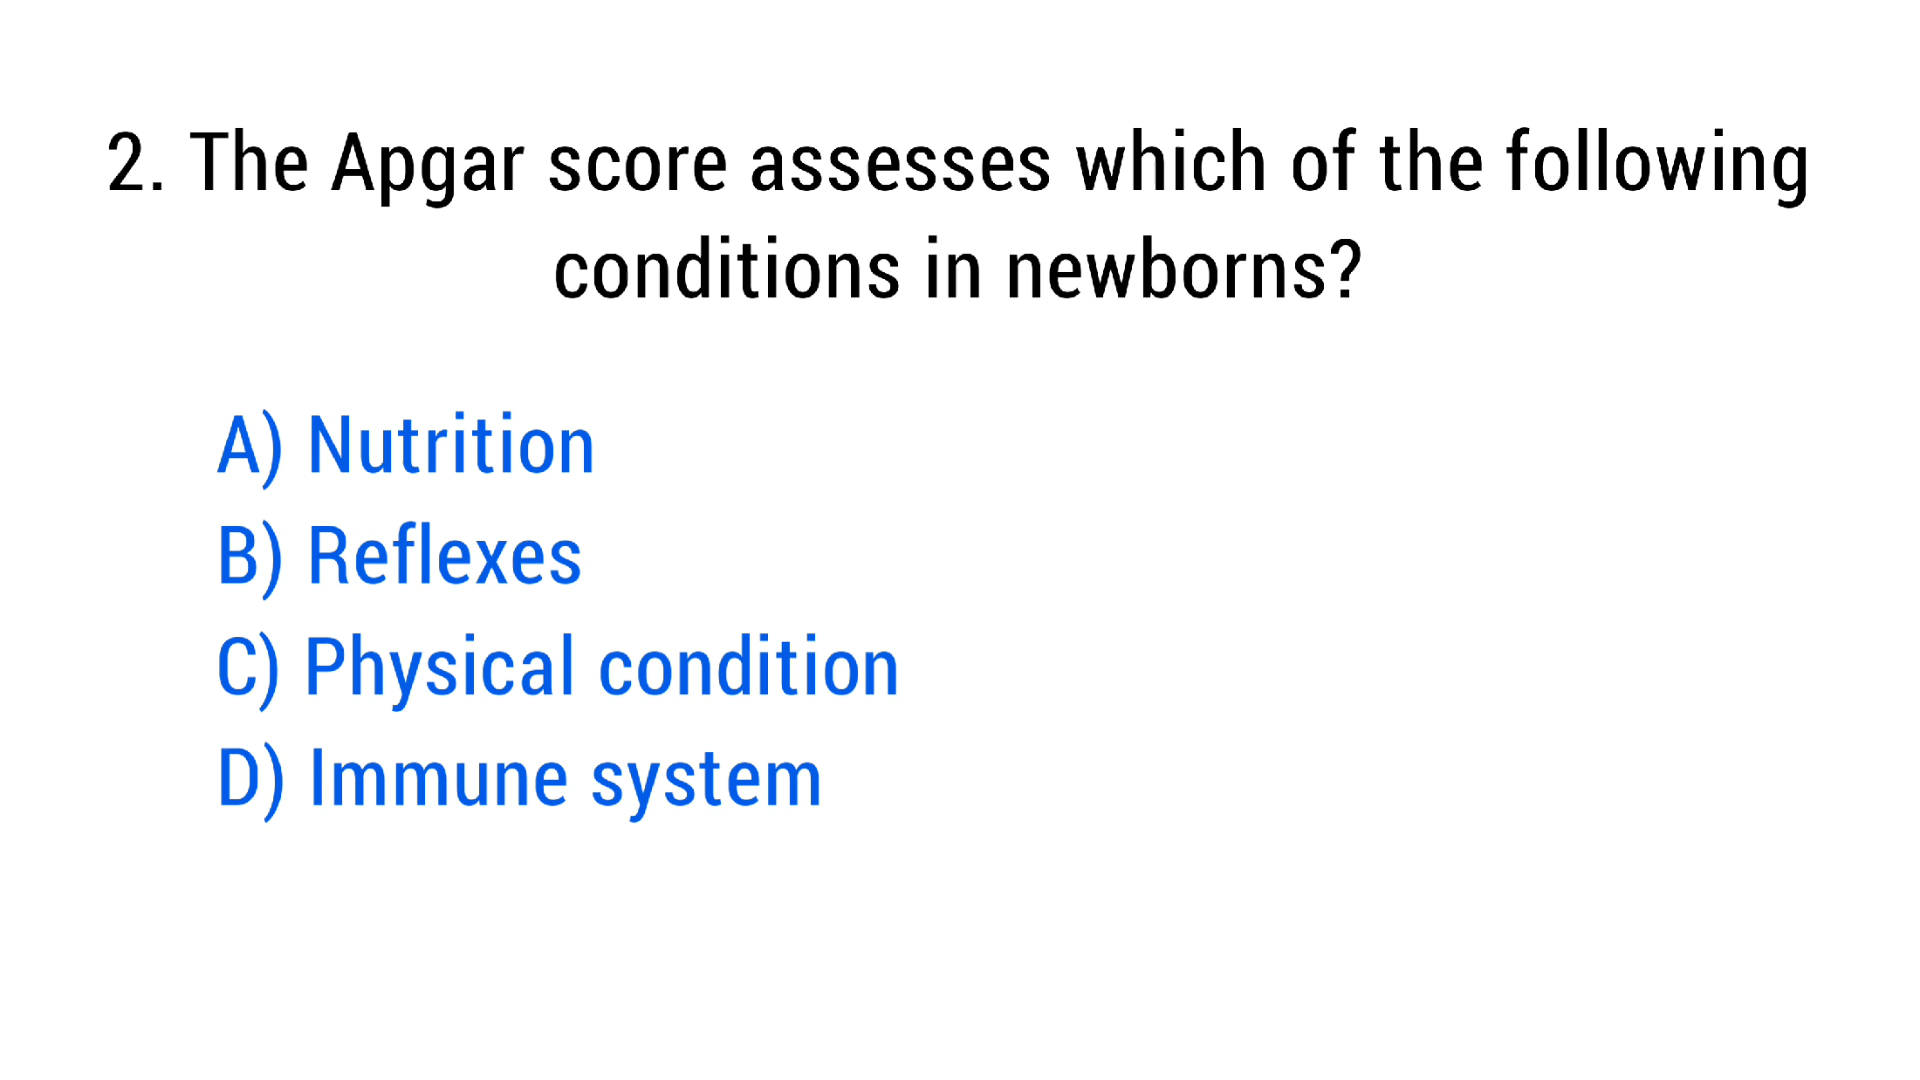 2. The Apgar score assesses which of the following
conditions in newborns?
A) Nutrition
B) Reflexes
C) Physical condition
D) Immune system